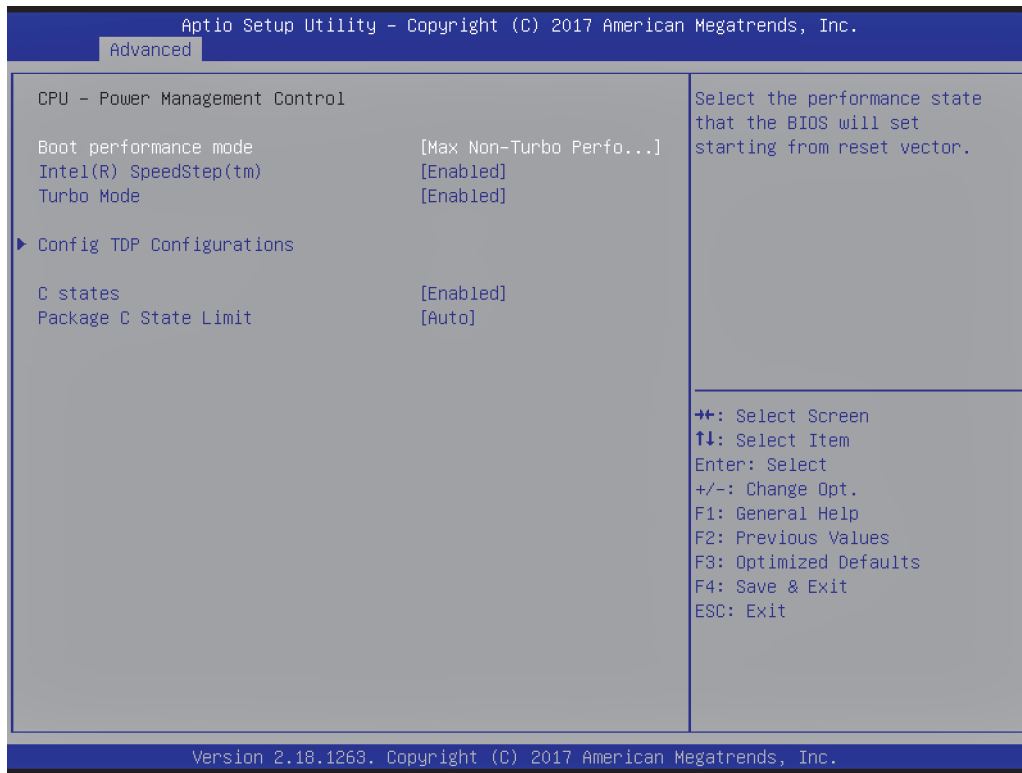 Aptio Setup Utility – Copyright (C) 2017 American Megatrends, Inc.
Advanced
CPU – Power Management Control
Boot performance mode [Max Non-Turbo Perfo...]
Intel(R) SpeedStep(tm) [Enabled]
Turbo Mode [Enabled]
Config TDP Configurations
C states [Enabled]
Package C State Limit [Auto]
Select the performance state
that the BIOS will set
starting from reset vector.
→←: Select Screen
↑↓: Select Item
Enter: Select
+/-: Change Opt.
F1: General Help
F2: Previous Values
F3: Optimized Defaults
F4: Save & Exit
ESC: Exit
Version 2.18.1263. Copyright (C) 2017 American Megatrends, Inc.